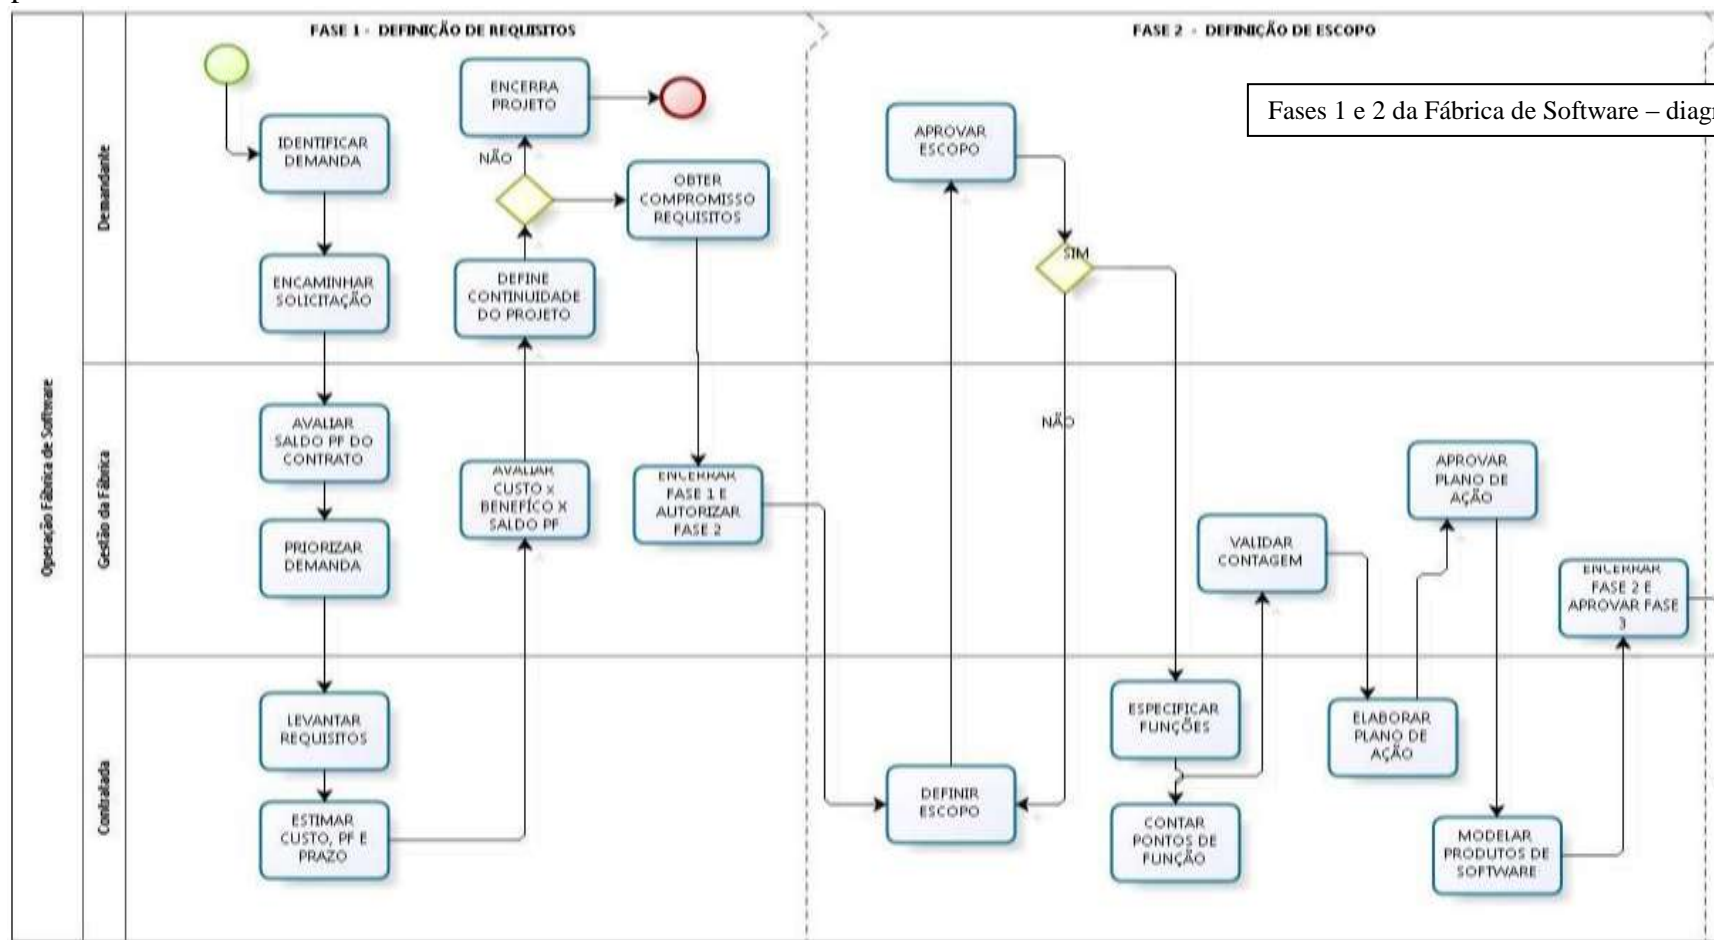 FASE 1 - DEFINIÇÃO DE REQUISITOS
FASE 2 - DEFINIÇÃO DE ESCOPO
Fases 1 e 2 da Fábrica de Software – diag
Operação Fábrica de Software
Demandante
IDENTIFICAR
DEMANDA
ENCAMINHAR
SOLICITAÇÃO
ENCERRA
PROJETO
NÃO
OBTER
COMPROMISSO
REQUISITOS
DEFINE
CONTINUIDADE
DO PROJETO
APROVAR
ESCOPO
SIM
NÃO
Gestão da Fábrica
AVALIAR
SALDO PF DO
CONTRATO
PRIORIZAR
DEMANDA
AVALIAR
CUSTO X
BENEFÍCO X
SALDO PF
ENCERRAR
FASE 1 E
AUTORIZAR
FASE 2
VALIDAR
CONTAGEM
APROVAR
PLANO DE
AÇÃO
ENCERRAR
FASE 2 E
APROVAR FASE
3
Contratada
LEVANTAR
REQUISITOS
ESTIMAR
CUSTO, PF E
PRAZO
DEFINIR
ESCOPO
ESPECIFICAR
FUNÇÕES
CONTAR
PONTOS DE
FUNÇÃO
ELABORAR
PLANO DE
AÇÃO
MODELAR
PRODUTOS DE
SOFTWARE